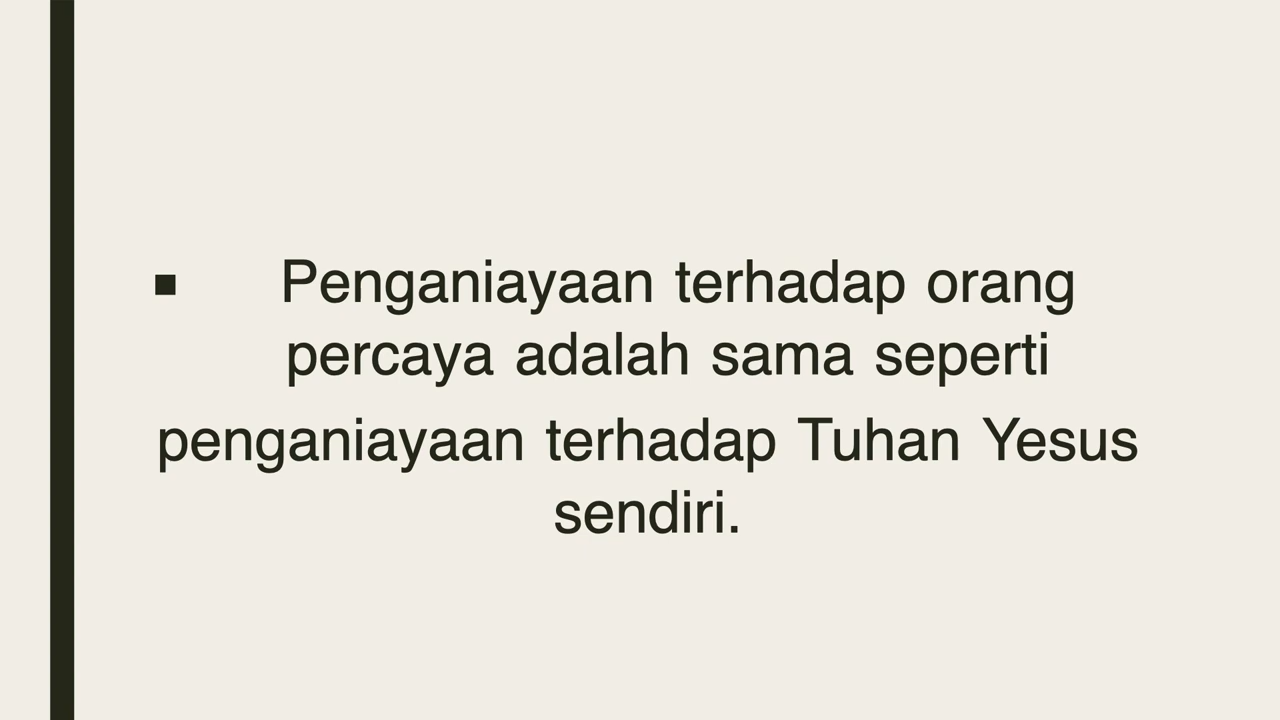 ▪ Penganiayaan terhadap orang
percaya adalah sama seperti
penganiayaan terhadap Tuhan Yesus
sendiri.